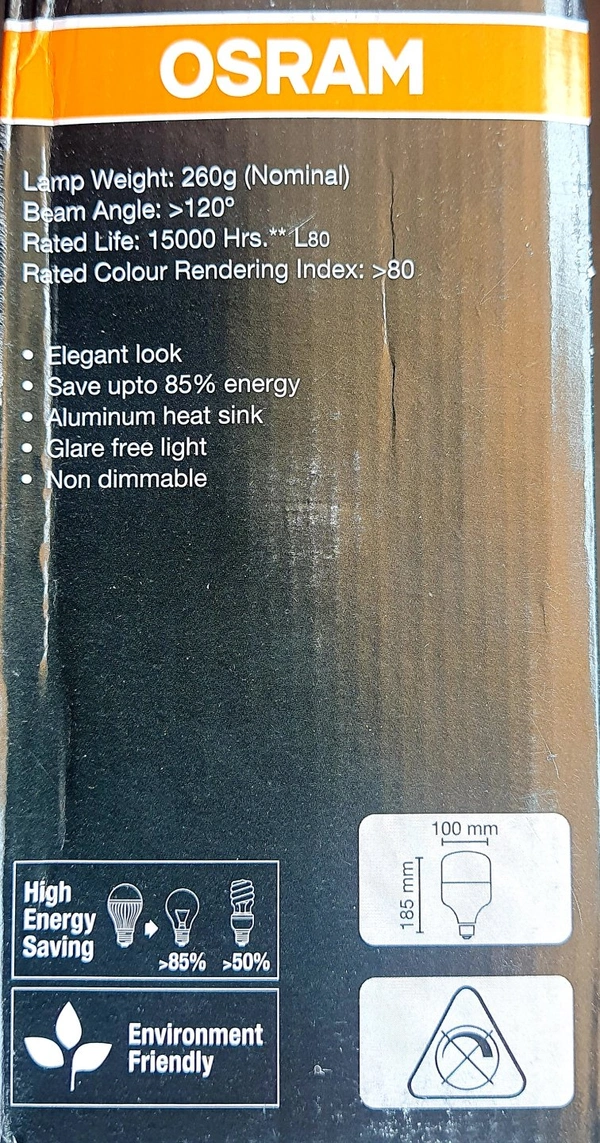 OSRAM
Lamp Weight: 260g (Nominal)
Beam Angle: >120°
Rated Life: 15000 Hrs.** L80
Rated Colour Rendering Index: >80
• Elegant look
• Save upto 85% energy
• Aluminum heat sink
• Glare free light
• Non dimmable
100 mm
185 mm
High
Energy
Saving
>85% >50%
Environment
Friendly